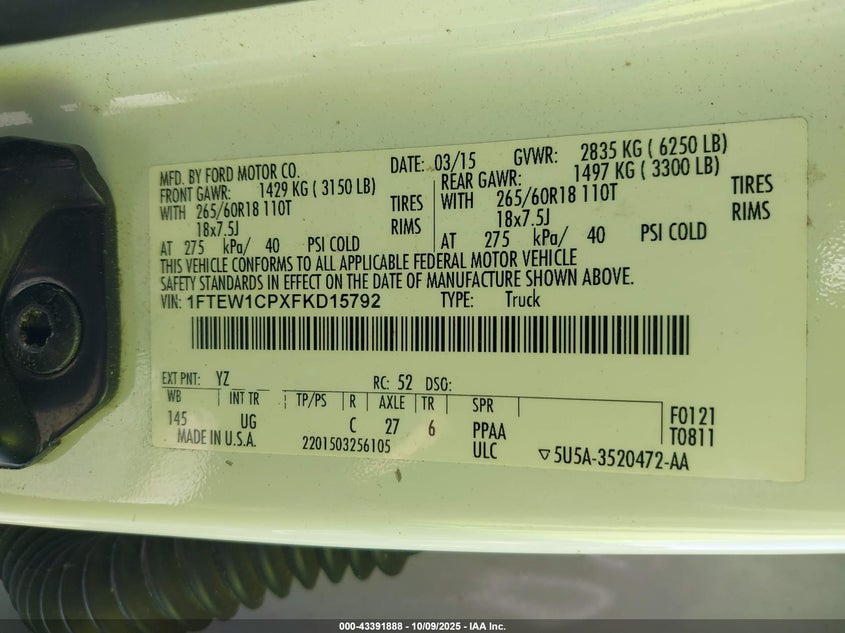 MFD. BY FORD MOTOR CO. DATE: 03/15 GVWR: 2835 KG ( 6250 LB)
FRONT GAWR: 1429 KG ( 3150 LB) REAR GAWR: 1497 KG ( 3300 LB)
WITH 265/60R18 110T TIRES WITH 265/60R18 110T TIRES
18x7.5J RIMS 18x7.5J RIMS
AT 275 kPa/ 40 PSI COLD AT 275 kPa/ 40 PSI COLD
THIS VEHICLE CONFORMS TO ALL APPLICABLE FEDERAL MOTOR VEHICLE
SAFETY STANDARDS IN EFFECT ON THE DATE OF MANUFACTURE SHOWN ABOVE.
VIN: 1FTEW1CPXFKD15792 TYPE: Truck
EXT PNT: YZ RC: 52 DSO:
WB INT TR TP/PS R AXLE TR SPR
145 UG C 27 6 PPAA F0121
MADE IN U.S.A. 2201503256105 ULC T0811
5U5A-3520472-AA
000-43391888 - 10/09/2025 - IAA Inc.